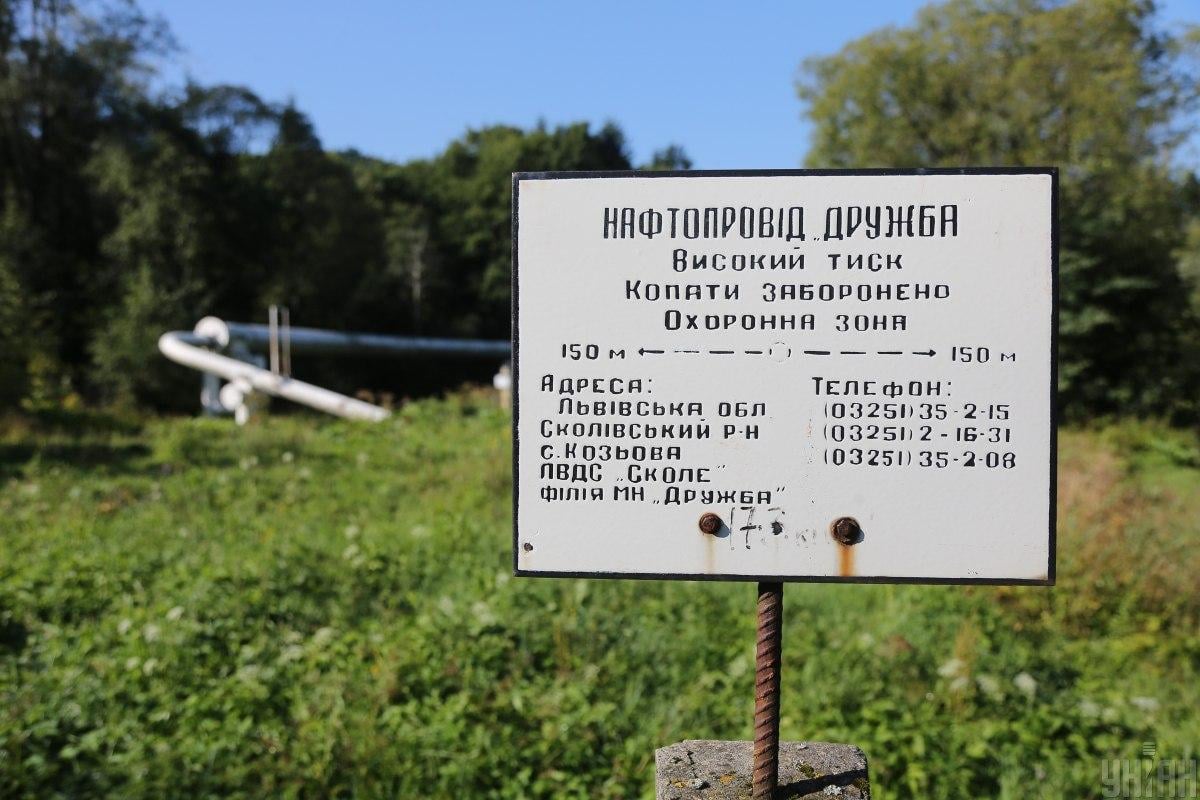 НАФТОПРОВІД „ДРУЖБА
Високий тиск
Копати заборонено
Охоронна зона
150 м 150 м
Адреса:
Львівська обл
Сколівський р-н
с.Козьова
ЛВДС „Сколе"
філія МН „Дружба"
Телефон:
(03251) 35-2-15
(03251) 2-16-31
(03251) 35-2-08
УНІАН